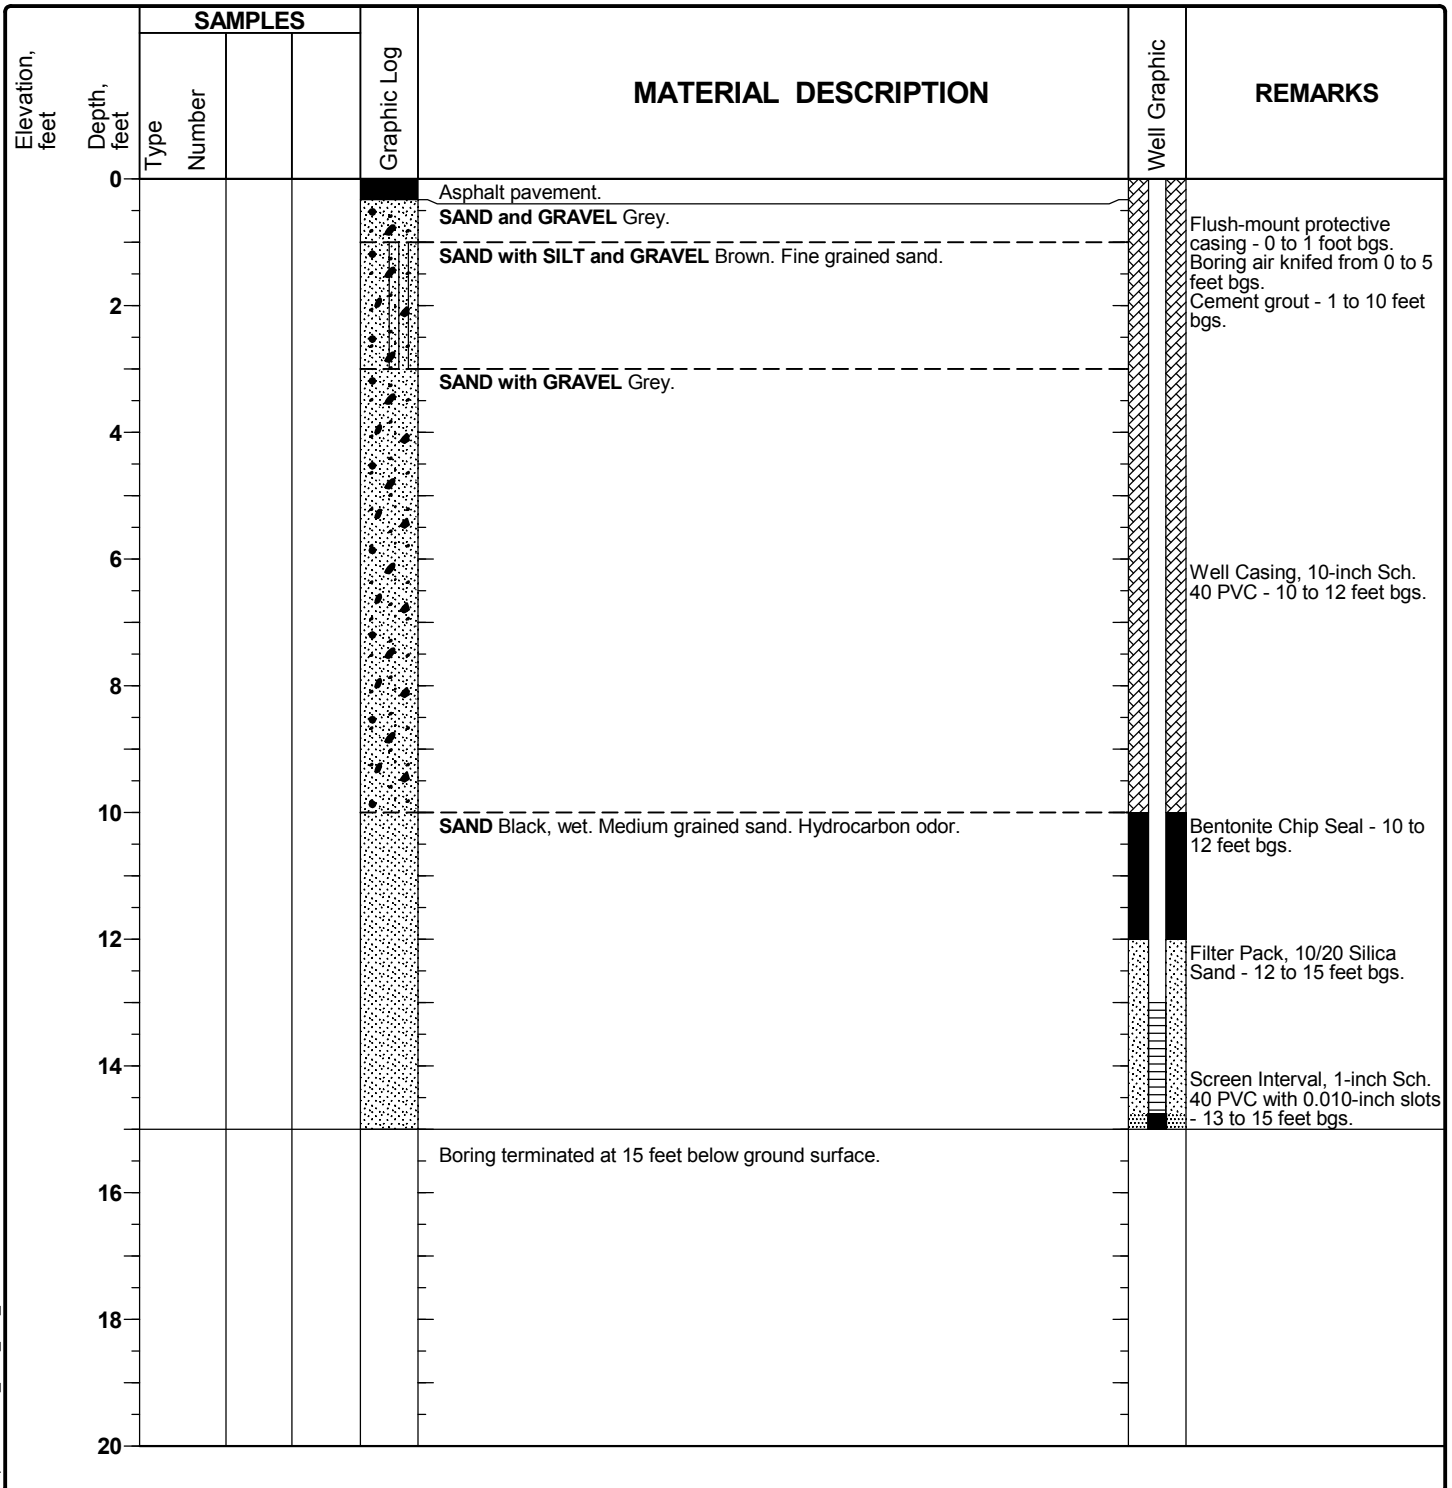 SAMPLES
Elevation,
feet
Depth,
feet
Type
Number
Graphic Log
MATERIAL DESCRIPTION
Well Graphic
REMARKS
0
Asphalt pavement.
SAND and GRAVEL Grey.
Flush-mount protective
casing - 0 to 1 foot bgs.
SAND with SILT and GRAVEL Brown. Fine grained sand.
Boring air knifed from 0 to 5
feet bgs.
2
Cement grout - 1 to 10 feet
bgs.
SAND with GRAVEL Grey.
4
6
Well Casing, 10-inch Sch.
40 PVC - 10 to 12 feet bgs.
8
10
SAND Black, wet. Medium grained sand. Hydrocarbon odor.
Bentonite Chip Seal - 10 to
12 feet bgs.
12
Filter Pack, 10/20 Silica
Sand - 12 to 15 feet bgs.
14
Screen Interval, 1-inch Sch.
40 PVC with 0.010-inch slots
- 13 to 15 feet bgs.
Boring terminated at 15 feet below ground surface.
16
18
20